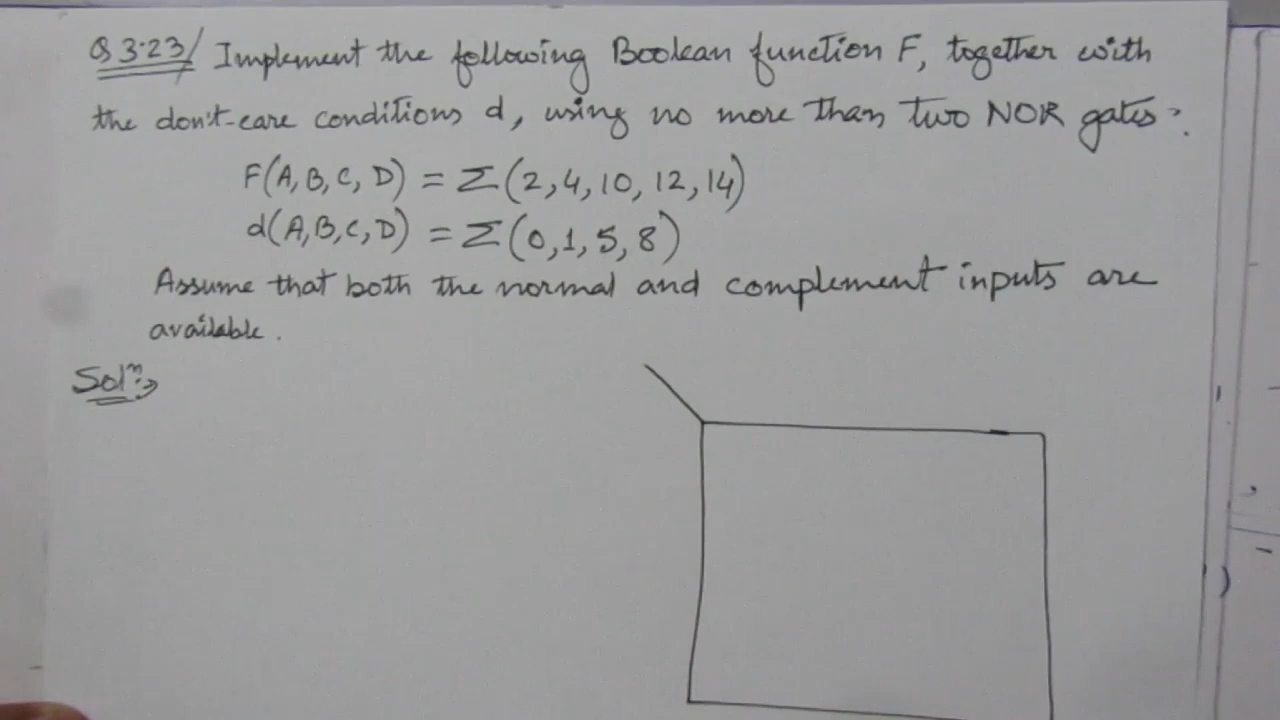 Q 3.23/ Implement the following Boolean function F, together with
the don't-care conditions d, using no more than two NOR gates:
F(A, B, C, D) = Σ(2, 4, 10, 12, 14)
d(A, B, C, D) = Σ(0, 1, 5, 8)
Assume that both the normal and complement inputs are
available.
Solⁿ:→